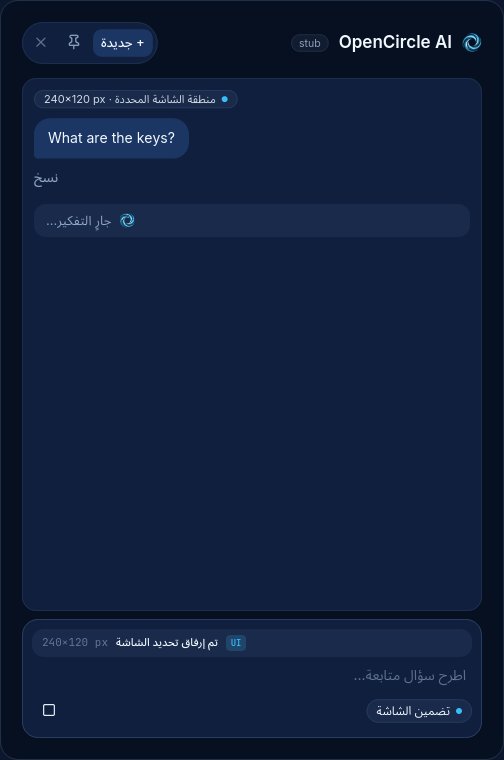 OpenCircle AI
stub
+ جديدة
منطقة الشاشة المحددة · 240×120 px
What are the keys?
نسخ
جارٍ التفكير...
UI
تم إرفاق تحديد الشاشة
240×120 px
اطرح سؤال متابعة...
تضمين الشاشة